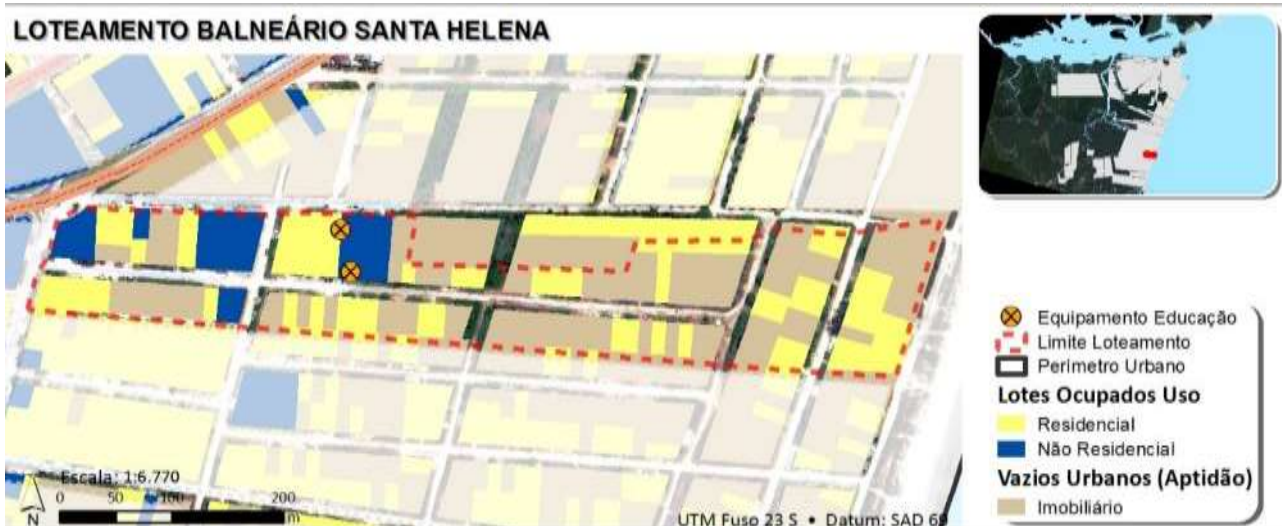 LOTEAMENTO BALNEÁRIO SANTA HELENA
Equipamento Educação
Limite Loteamento
Perímetro Urbano
Lotes Ocupados Uso
Residencial
Não Residencial
Vazios Urbanos (Aptidão)
Imobiliário
Escala: 1:6.770
0 50 100 200
m
N
UTM Fuso 23 S • Datum: SAD 69